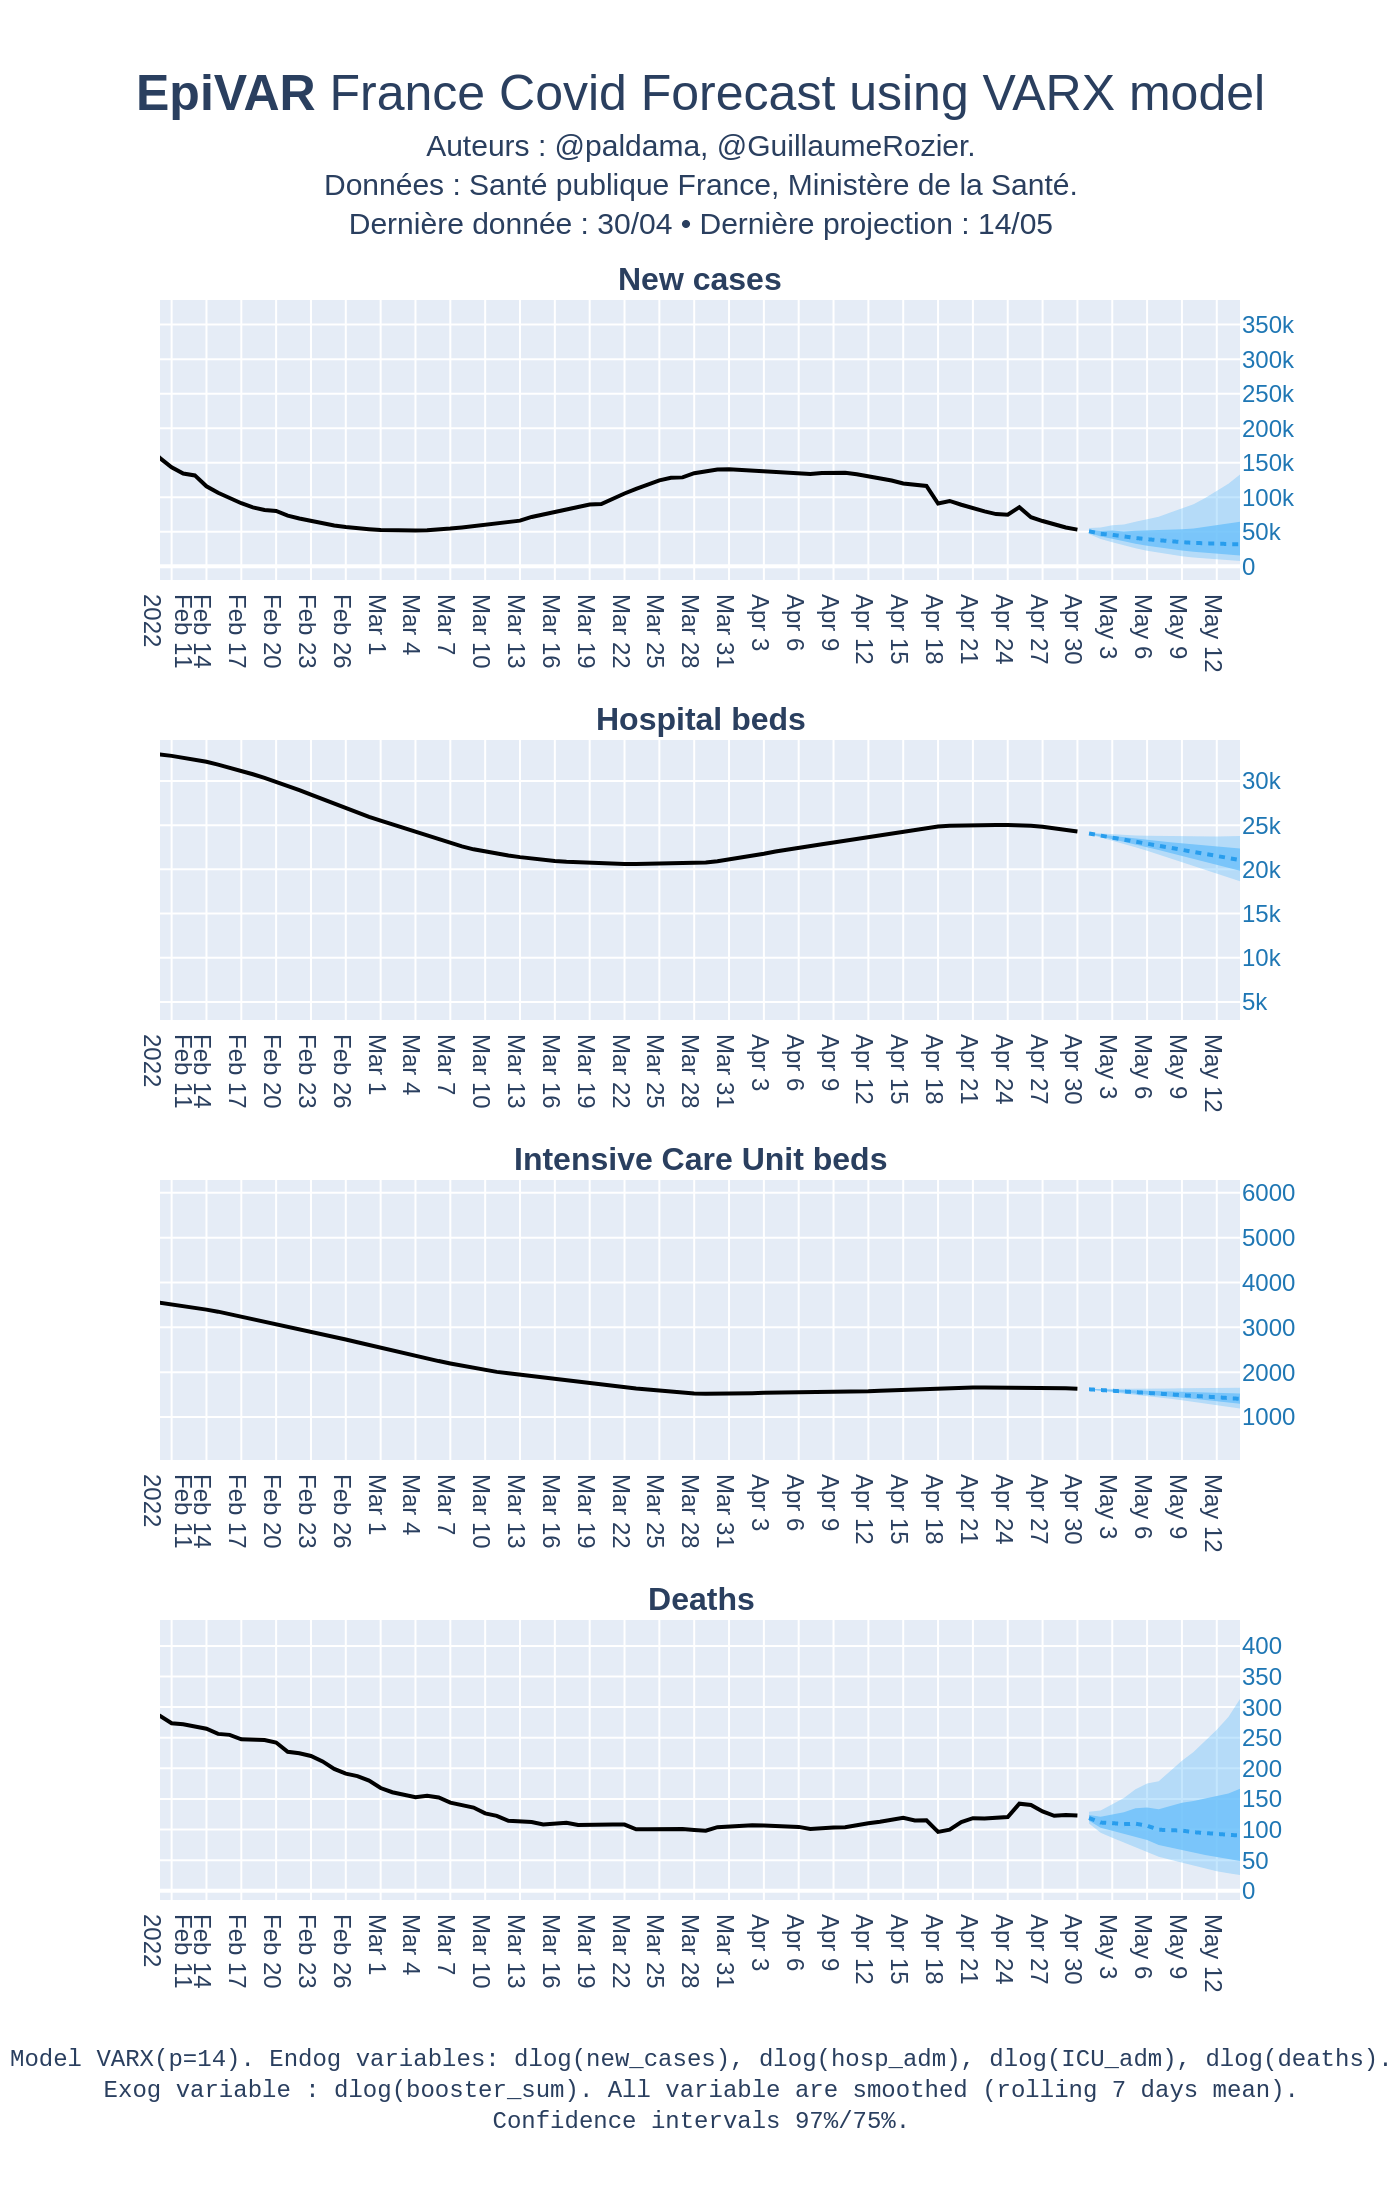 EpiVAR France Covid Forecast using VARX model
Auteurs : @paldama, @GuillaumeRozier.
Données : Santé publique France, Ministère de la Santé.
Dernière donnée : 30/04 • Dernière projection : 14/05
New cases
350k
300k
250k
200k
150k
100k
50k
0
Feb 11
2022
Feb 14
Feb 17
Feb 20
Feb 23
Feb 26
Mar 1
Mar 4
Mar 7
Mar 10
Mar 13
Mar 16
Mar 19
Mar 22
Mar 25
Mar 28
Mar 31
Apr 3
Apr 6
Apr 9
Apr 12
Apr 15
Apr 18
Apr 21
Apr 24
Apr 27
Apr 30
May 3
May 6
May 9
May 12
Hospital beds
30k
25k
20k
15k
10k
5k
Feb 11
2022
Feb 14
Feb 17
Feb 20
Feb 23
Feb 26
Mar 1
Mar 4
Mar 7
Mar 10
Mar 13
Mar 16
Mar 19
Mar 22
Mar 25
Mar 28
Mar 31
Apr 3
Apr 6
Apr 9
Apr 12
Apr 15
Apr 18
Apr 21
Apr 24
Apr 27
Apr 30
May 3
May 6
May 9
May 12
Intensive Care Unit beds
6000
5000
4000
3000
2000
1000
Feb 11
2022
Feb 14
Feb 17
Feb 20
Feb 23
Feb 26
Mar 1
Mar 4
Mar 7
Mar 10
Mar 13
Mar 16
Mar 19
Mar 22
Mar 25
Mar 28
Mar 31
Apr 3
Apr 6
Apr 9
Apr 12
Apr 15
Apr 18
Apr 21
Apr 24
Apr 27
Apr 30
May 3
May 6
May 9
May 12
Deaths
400
350
300
250
200
150
100
50
0
Feb 11
2022
Feb 14
Feb 17
Feb 20
Feb 23
Feb 26
Mar 1
Mar 4
Mar 7
Mar 10
Mar 13
Mar 16
Mar 19
Mar 22
Mar 25
Mar 28
Mar 31
Apr 3
Apr 6
Apr 9
Apr 12
Apr 15
Apr 18
Apr 21
Apr 24
Apr 27
Apr 30
May 3
May 6
May 9
May 12
Model VARX(p=14). Endog variables: dlog(new_cases), dlog(hosp_adm), dlog(ICU_adm), dlog(deaths).
Exog variable : dlog(booster_sum). All variable are smoothed (rolling 7 days mean).
Confidence intervals 97%/75%.